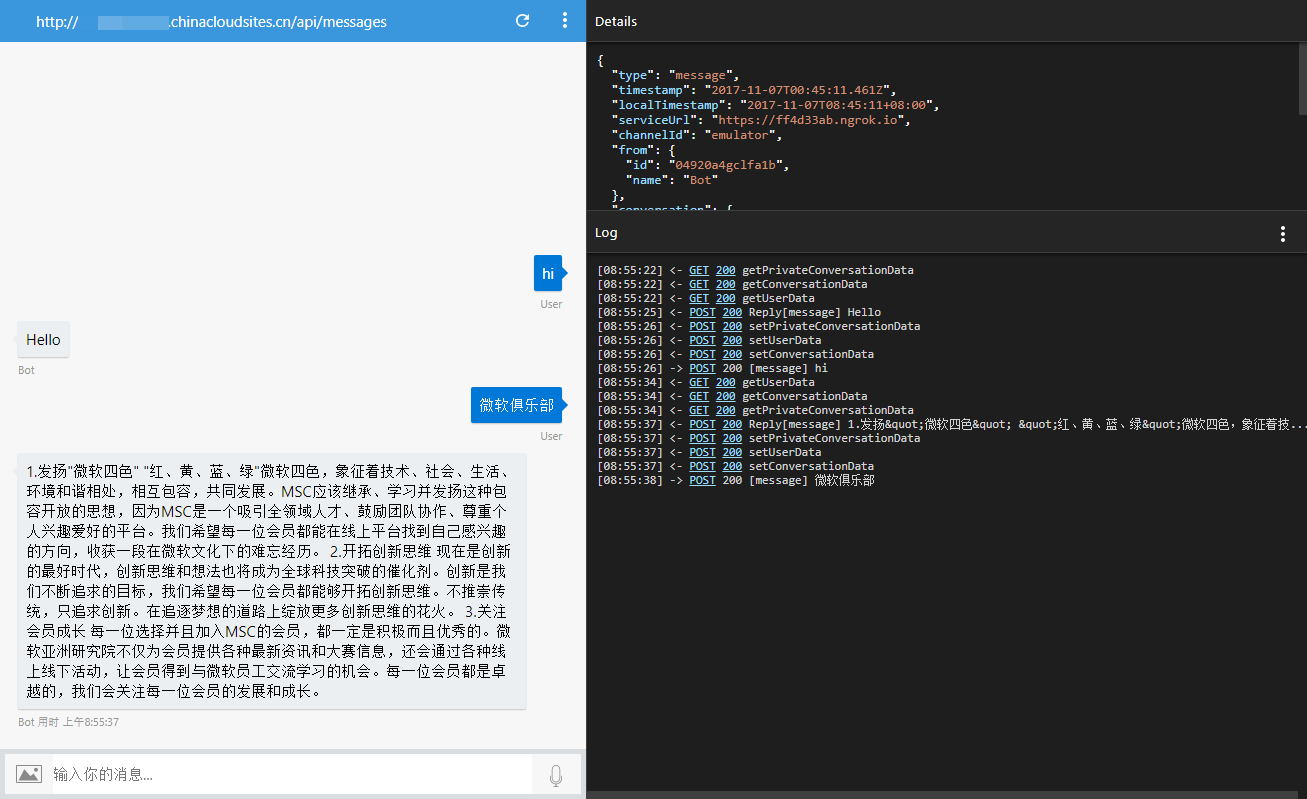 http:// .chinacloudsites.cn/api/messages
hi
User
Hello
Bot
微软俱乐部
User
1.发扬"微软四色" "红、黄、蓝、绿"微软四色，象征着技术、社会、生活、
环境和谐相处，相互包容，共同发展。MSC应该继承、学习并发扬这种包
容开放的思想，因为MSC是一个吸引全领域人才、鼓励团队协作、尊重个
人兴趣爱好的平台。我们希望每一位会员都能在线上平台找到自己感兴趣
的方向，收获一段在微软文化下的难忘经历。 2.开拓创新思维 现在是创新
的最好时代，创新思维和想法也将成为全球科技突破的催化剂。创新是我
们不断追求的目标，我们希望每一位会员都能够开拓创新思维。不推崇传
统，只追求创新。在追逐梦想的道路上绽放更多创新思维的花火。 3.关注
会员成长 每一位选择并且加入MSC的会员，都一定是积极而且优秀的。微
软亚洲研究院不仅为会员提供各种最新资讯和大赛信息，还会通过各种线
上线下活动，让会员得到与微软员工交流学习的机会。每一位会员都是卓
越的，我们会关注每一位会员的发展和成长。
Bot 用时 上午8:55:37
输入你的消息...
Details
{
"type": "message",
"timestamp": "2017-11-07T00:45:11.461Z",
"localTimestamp": "2017-11-07T08:45:11+08:00",
"serviceUrl": "https://ff4d33ab.ngrok.io",
"channelId": "emulator",
"from": {
"id": "04920a4gclfa1b",
"name": "Bot"
},
"conversation": {
Log
[08:55:22] <- GET 200 getPrivateConversationData
[08:55:22] <- GET 200 getConversationData
[08:55:22] <- GET 200 getUserData
[08:55:25] <- POST 200 Reply[message] Hello
[08:55:26] <- POST 200 setPrivateConversationData
[08:55:26] <- POST 200 setUserData
[08:55:26] <- POST 200 setConversationData
[08:55:26] -> POST 200 [message] hi
[08:55:34] <- GET 200 getUserData
[08:55:34] <- GET 200 getConversationData
[08:55:34] <- GET 200 getPrivateConversationData
[08:55:37] <- POST 200 Reply[message] 1.发扬&quot;微软四色&quot; &quot;红、黄、蓝、绿&quot;微软四色，象征着技...
[08:55:37] <- POST 200 setPrivateConversationData
[08:55:37] <- POST 200 setUserData
[08:55:37] <- POST 200 setConversationData
[08:55:38] -> POST 200 [message] 微软俱乐部